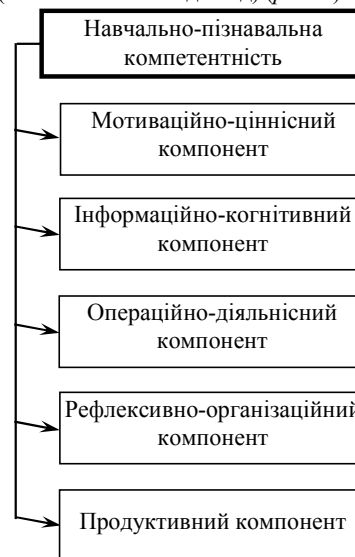 Навчально-пізнавальна
компетентність
Мотиваційно-ціннісний
компонент
Інформаційно-когнітивний
компонент
Операційно-діяльнісний
компонент
Рефлексивно-організаційний
компонент
Продуктивний компонент